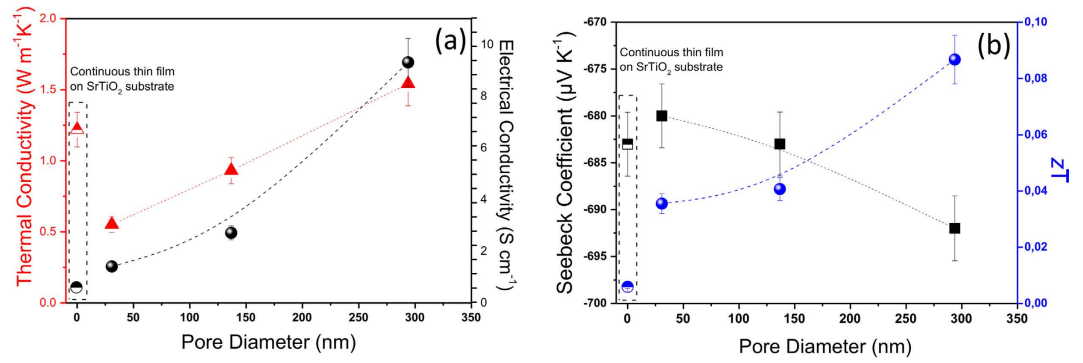 (a)
Continuous thin film
on SrTiO₂ substrate
Thermal Conductivity (W m⁻¹K⁻¹)
2.0
1.5
1.0
0.5
0.0
Electrical Conductivity (S cm⁻¹)
10
8
6
4
2
0
0 50 100 150 200 250 300 350
Pore Diameter (nm)
(b)
Continuous thin film
on SrTiO₂ substrate
Seebeck Coefficient (µV K⁻¹)
-670
-675
-680
-685
-690
-695
-700
zT
0,10
0,08
0,06
0,04
0,02
0,00
0 50 100 150 200 250 300 350
Pore Diameter (nm)